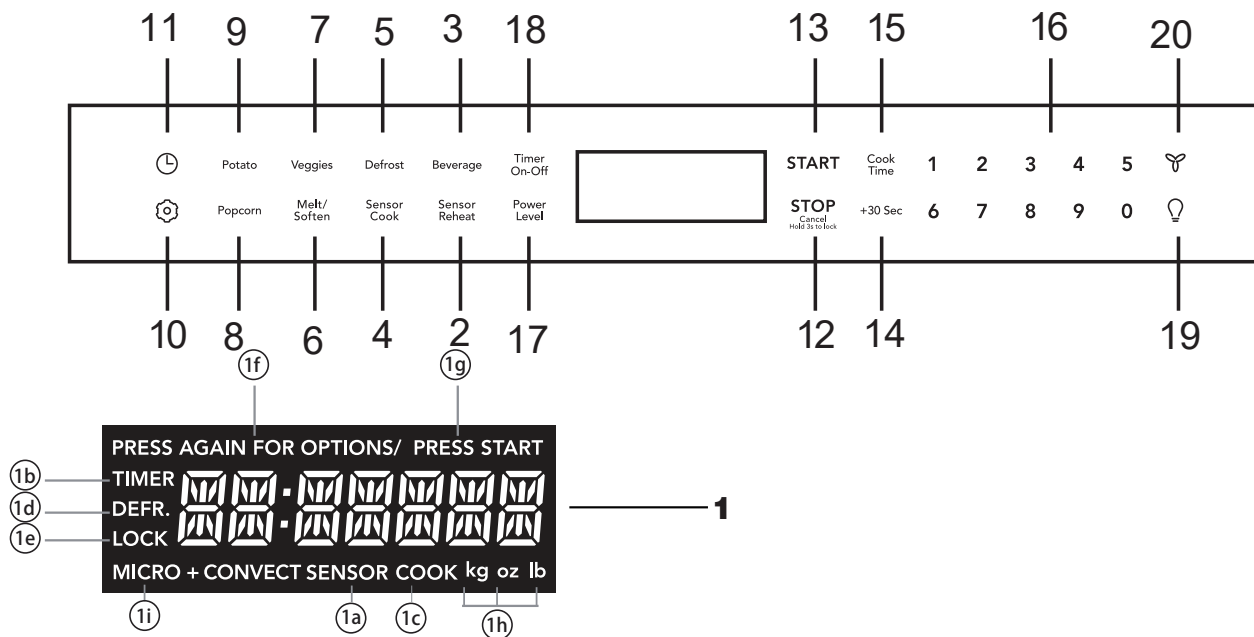 11 9 7 5 3 18 13 15 16 20
Potato Veggies Defrost Beverage Timer On-Off START Cook Time 1 2 3 4 5
Popcorn Melt/ Soften Sensor Cook Sensor Reheat Power Level STOP Cancel Hold 3s to lock +30 Sec 6 7 8 9 0
10 8 6 4 2 17 12 14 19
1f 1g
PRESS AGAIN FOR OPTIONS/ PRESS START
1b TIMER
1d DEFR. 1
1e LOCK
MICRO + CONVECT SENSOR COOK kg oz lb
1i 1a 1c 1h